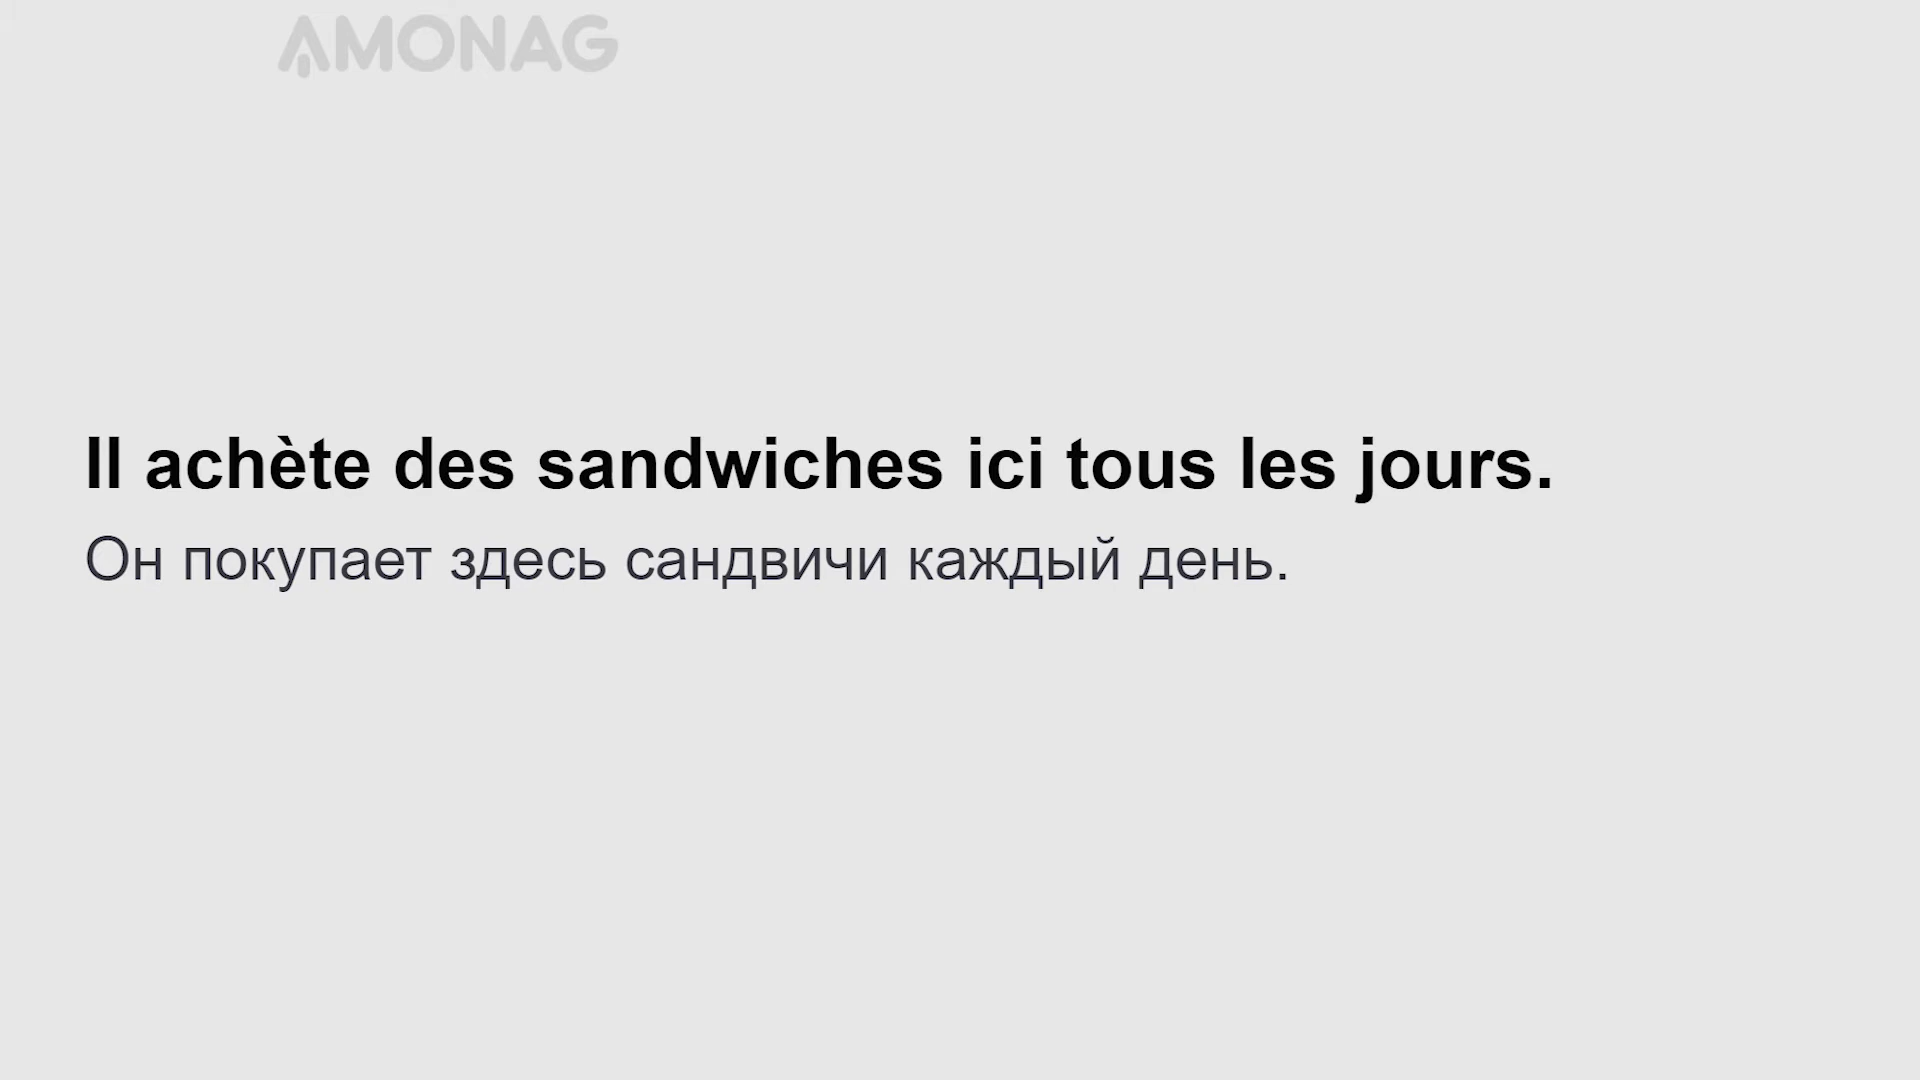 AMONAG
Il achète des sandwiches ici tous les jours.
Он покупает здесь сандвичи каждый день.